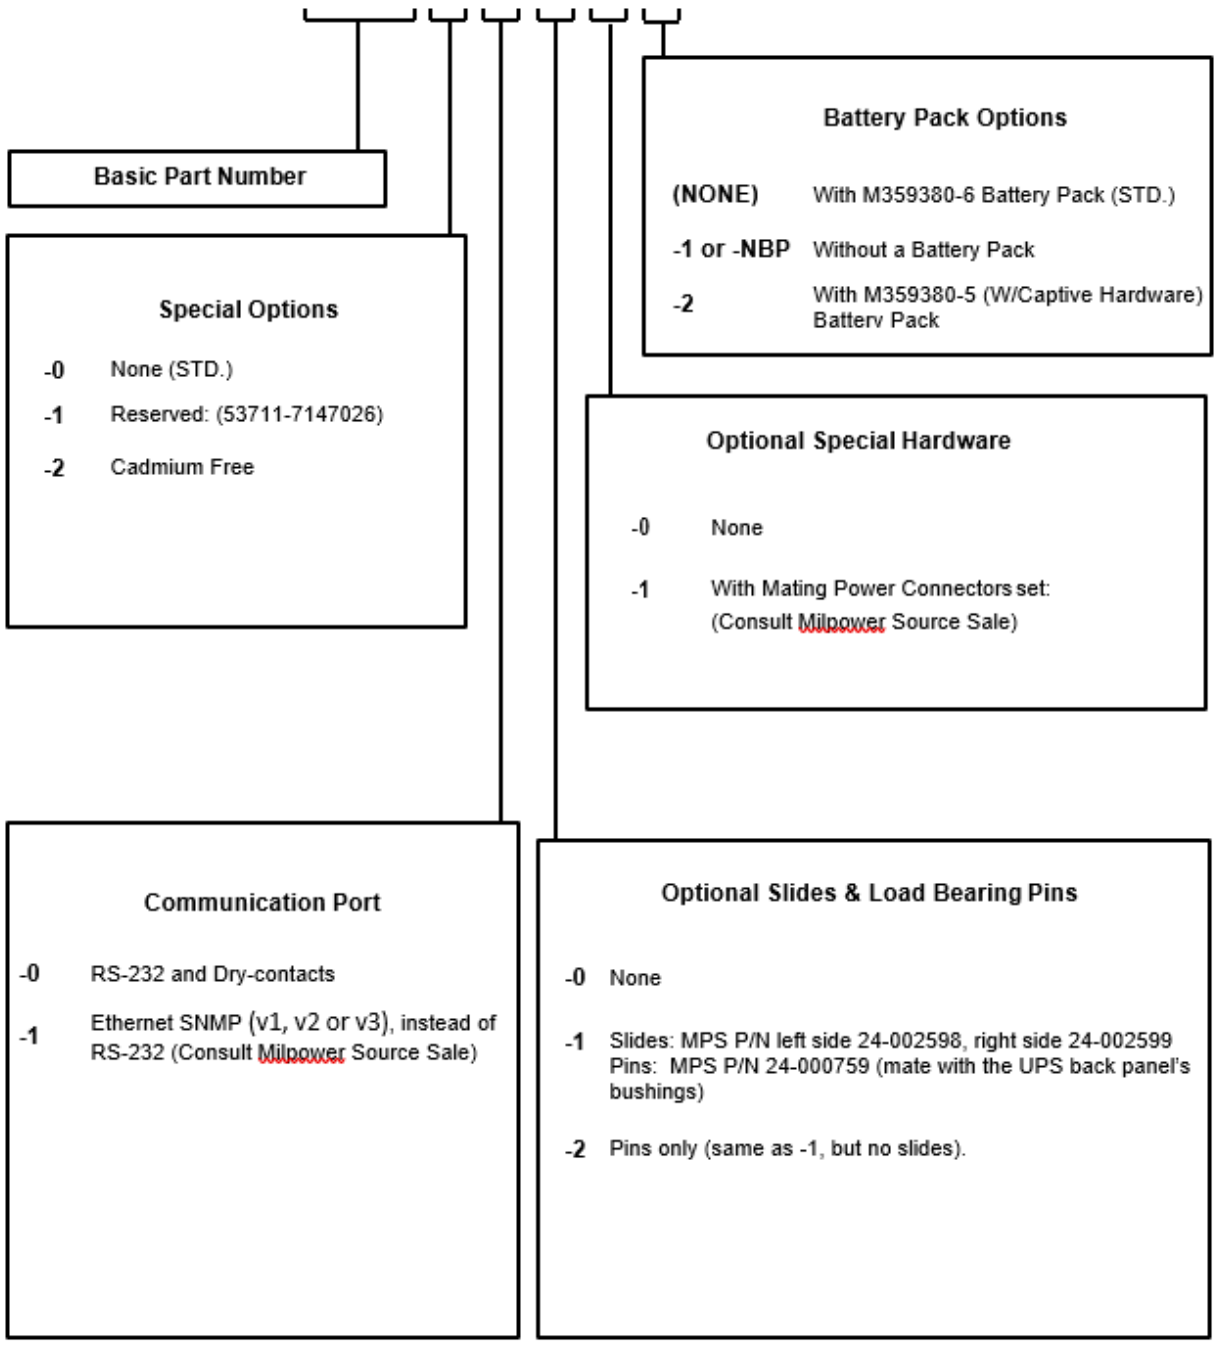 Basic Part Number
Special Options
-0 None (STD.)
-1 Reserved: (53711-7147026)
-2 Cadmium Free
Battery Pack Options
(NONE) With M359380-6 Battery Pack (STD.)
-1 or -NBP Without a Battery Pack
-2 With M359380-5 (W/Captive Hardware)
Battery Pack
Optional Special Hardware
-0 None
-1 With Mating Power Connectors set:
(Consult Milpower Source Sale)
Communication Port
-0 RS-232 and Dry-contacts
-1 Ethernet SNMP (v1, v2 or v3), instead of
RS-232 (Consult Milpower Source Sale)
Optional Slides & Load Bearing Pins
-0 None
-1 Slides: MPS P/N left side 24-002598, right side 24-002599
Pins: MPS P/N 24-000759 (mate with the UPS back panel's
bushings)
-2 Pins only (same as -1, but no slides).